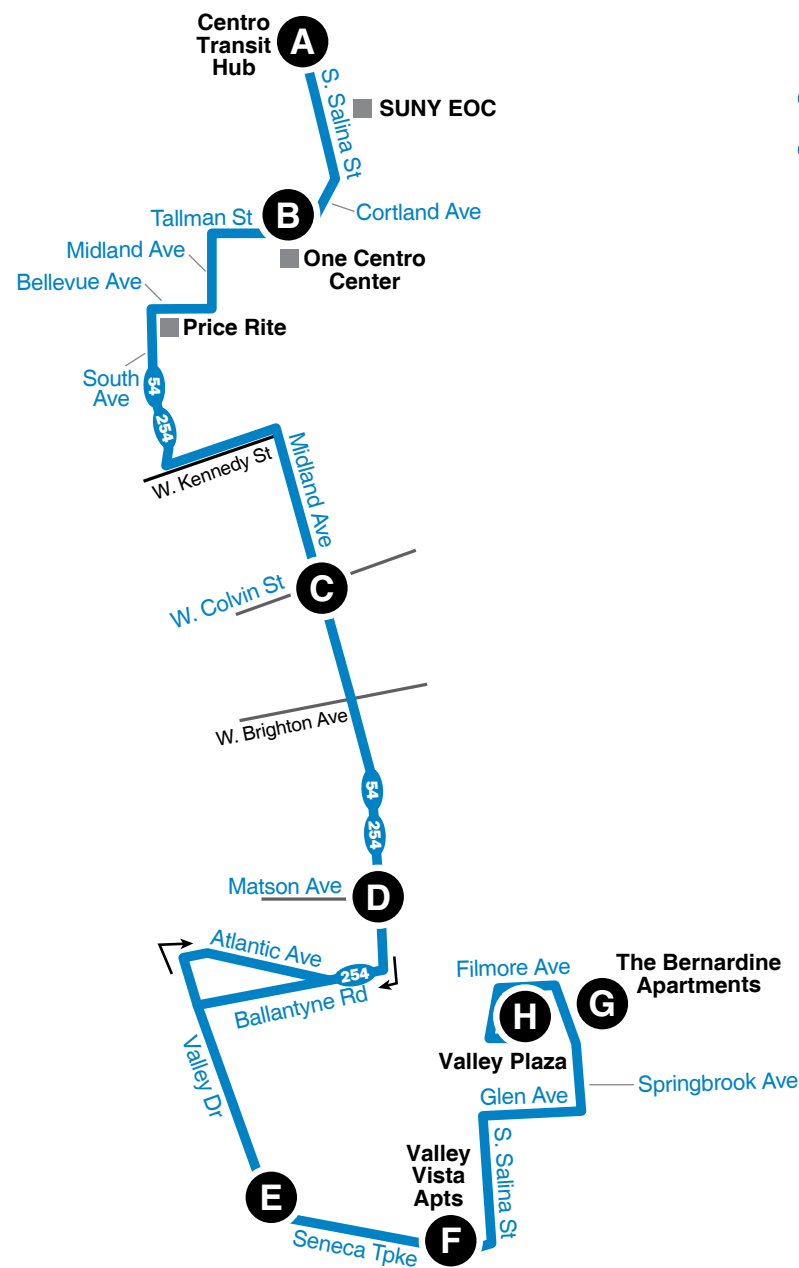 Centro
Transit
Hub
A
S. Salina St
SUNY EOC
Tallman St
B
Cortland Ave
Midland Ave
One Centro
Center
Bellevue Ave
Price Rite
South
Ave
54
254
W. Kennedy St
Midland Ave
W. Colvin St
C
W. Brighton Ave
54
254
Matson Ave
D
Atlantic Ave
254
Ballantyne Rd
Filmore Ave
The Bernardine
Apartments
G
H
Valley Plaza
Valley Dr
Glen Ave
Springbrook Ave
Valley
Vista
Apts
S. Salina St
E
F
Seneca Tpke